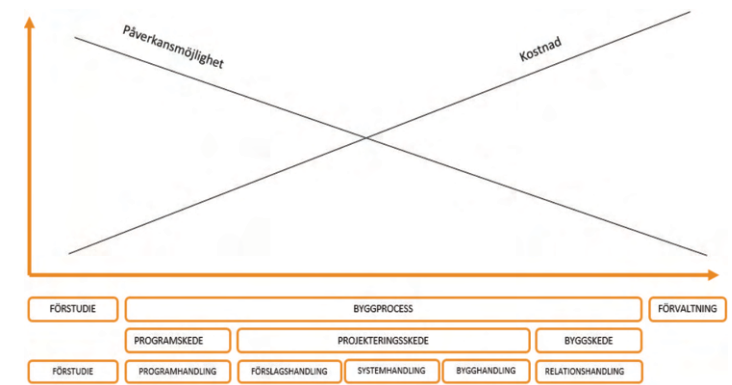 Påverkansmöjlighet
Kostnad
FÖRSTUDIE
BYGGPROCESS
FÖRVALTNING
PROGRAMSKEDE
PROJEKTERINGSSKEDE
BYGGSKEDE
FÖRSTUDIE
PROGRAMHANDLING
FÖRSLAGSHANDLING
SYSTEMHANDLING
BYGGHANDLING
RELATIONSHANDLING